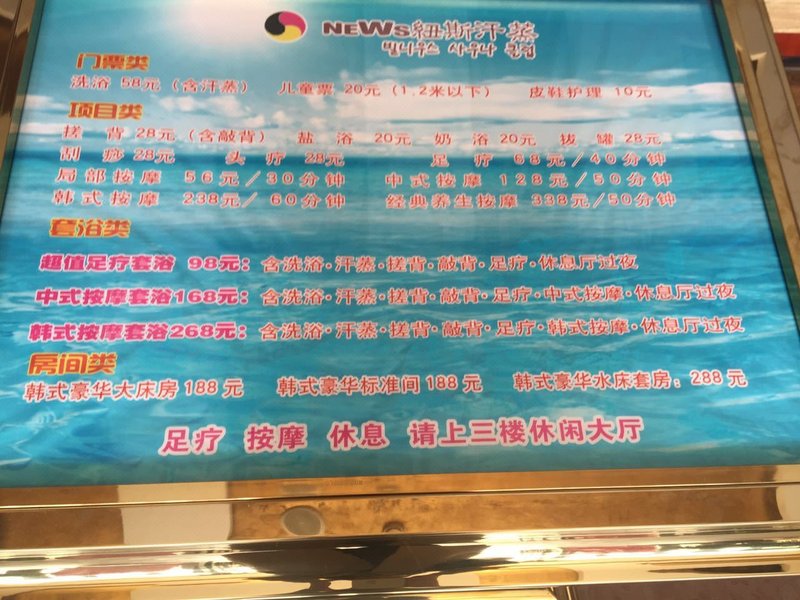 NEWS纽斯汗蒸
빌니우스 사우나 클럽
门票类
洗浴 58元（含汗蒸） 儿童票 20元（1.2米以下） 皮鞋护理 10元
项目类
搓背28元（含敲背） 盐浴 20元 奶浴20元 拔罐28元
刮痧28元 头疗28元 足疗 68元/40分钟
局部按摩 56元/30分钟 中式按摩 128元/50分钟
韩式按摩 238元/60分钟 经典养生按摩 338元/50分钟
套浴类
超值足疗套浴 98元：含洗浴·汗蒸·搓背·敲背·足疗·休息厅过夜
中式按摩套浴168元：含洗浴·汗蒸·搓背·敲背·足疗·中式按摩·休息厅过夜
韩式按摩套浴268元：含洗浴·汗蒸·搓背·敲背·足疗·韩式按摩·休息厅过夜
房间类
韩式豪华大床房188元 韩式豪华标准间188元 韩式豪华水床套房：288元
足疗 按摩 休息 请上三楼休闲大厅